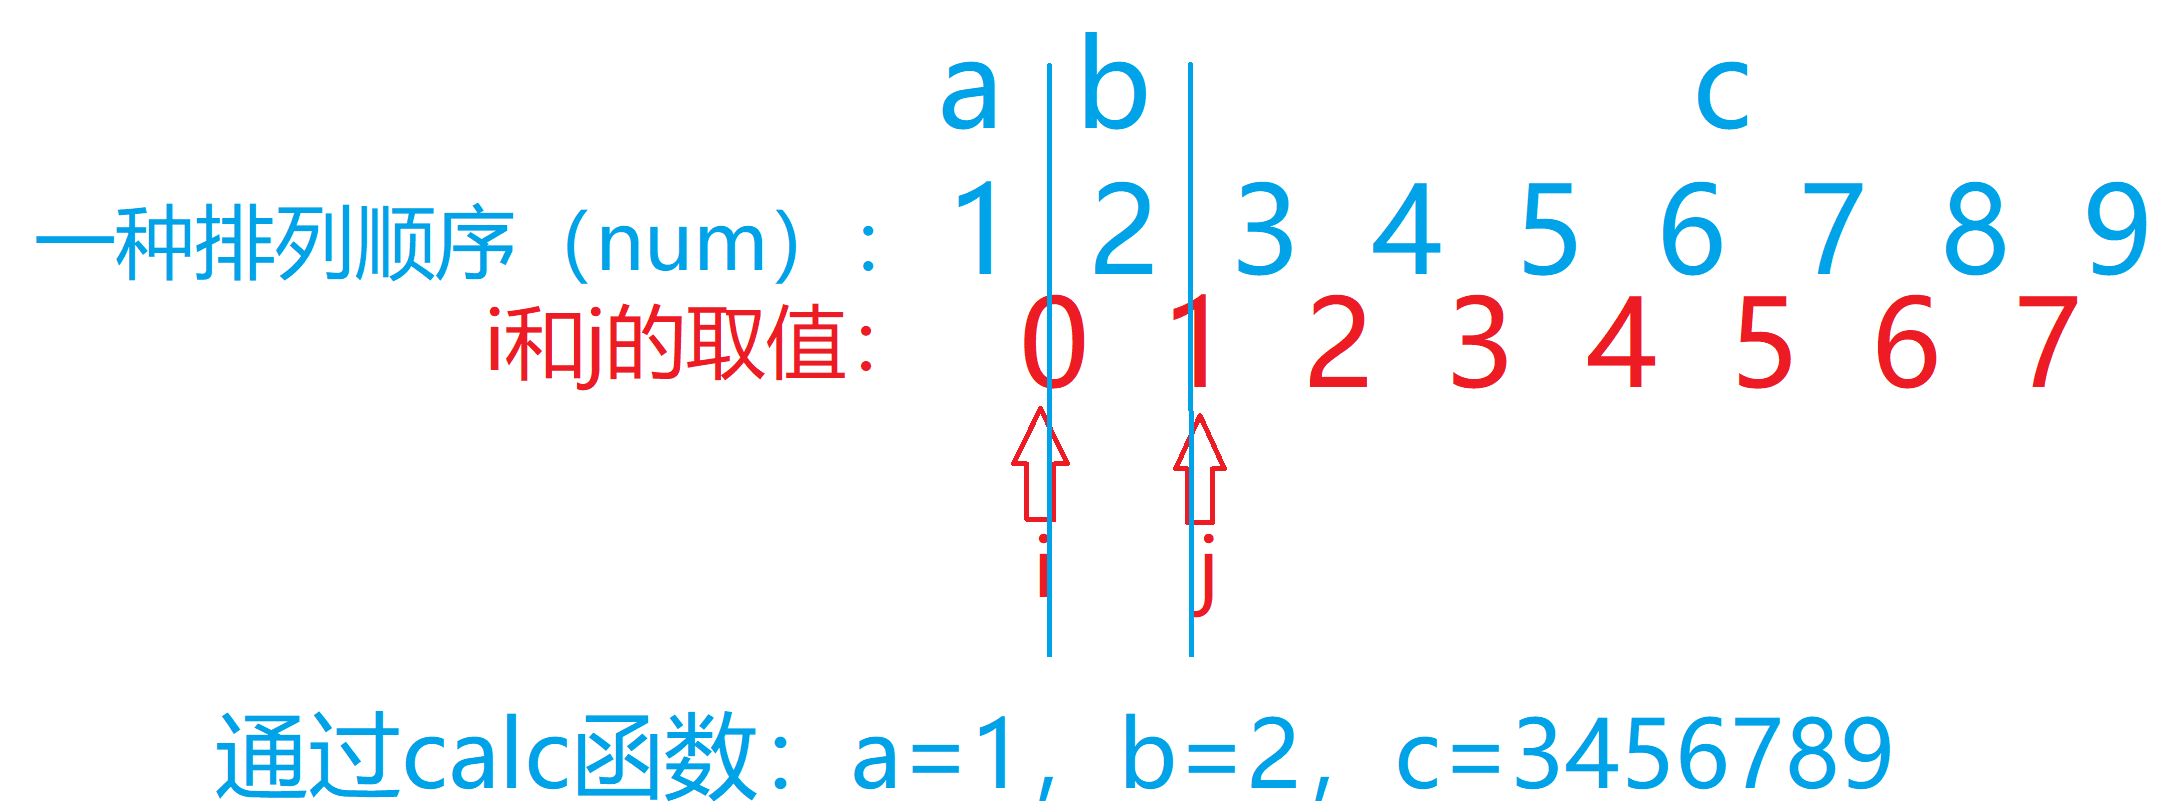 a b c
一种排列顺序（num）：1 2 3 4 5 6 7 8 9
i和j的取值：0 1 2 3 4 5 6 7
i j
通过calc函数：a=1，b=2，c=3456789